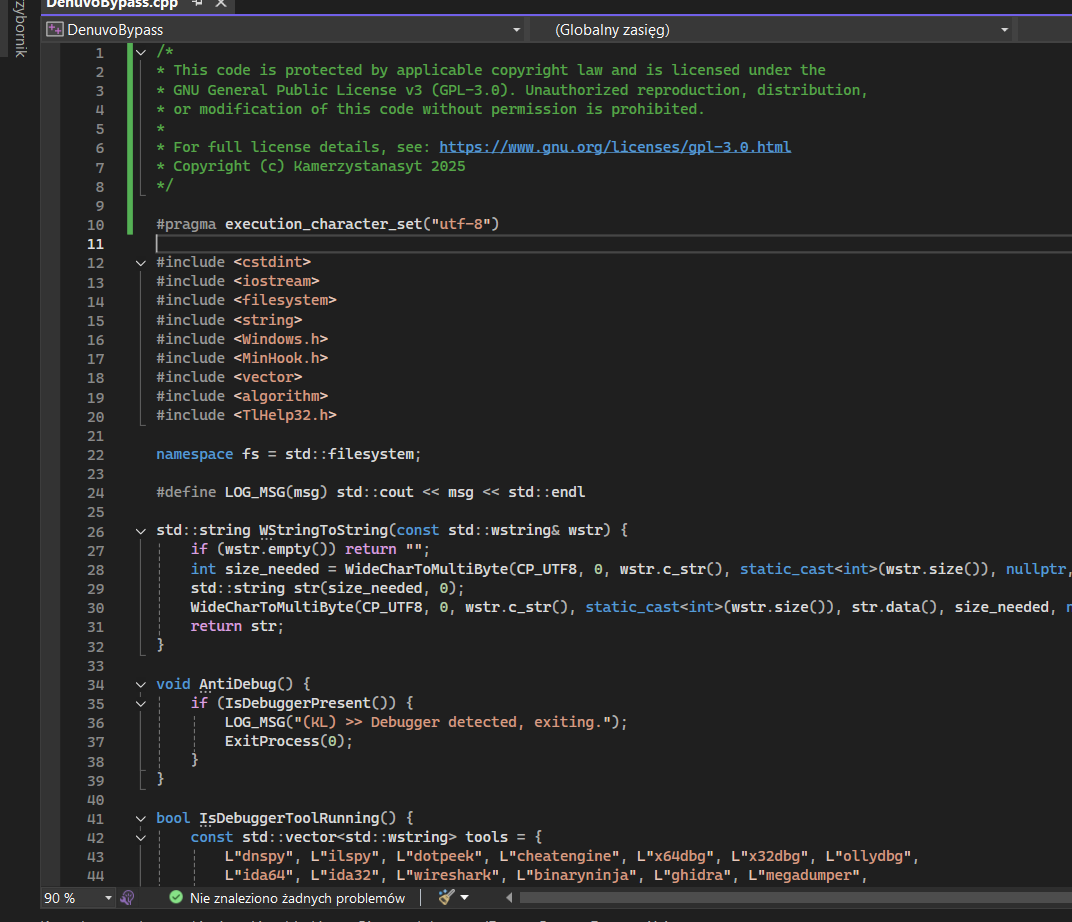 zybornik
DenuvoBypass.cpp
DenuvoBypass (Globalny zasięg)
1 /*
2 * This code is protected by applicable copyright law and is licensed under the
3 * GNU General Public License v3 (GPL-3.0). Unauthorized reproduction, distribution,
4 * or modification of this code without permission is prohibited.
5 *
6 * For full license details, see: https://www.gnu.org/licenses/gpl-3.0.html
7 * Copyright (c) Kamerzystanasyt 2025
8 */
9
10 #pragma execution_character_set("utf-8")
11
12 #include <cstdint>
13 #include <iostream>
14 #include <filesystem>
15 #include <string>
16 #include <Windows.h>
17 #include <MinHook.h>
18 #include <vector>
19 #include <algorithm>
20 #include <TlHelp32.h>
21
22 namespace fs = std::filesystem;
23
24 #define LOG_MSG(msg) std::cout << msg << std::endl
25
26 std::string WStringToString(const std::wstring& wstr) {
27 if (wstr.empty()) return "";
28 int size_needed = WideCharToMultiByte(CP_UTF8, 0, wstr.c_str(), static_cast<int>(wstr.size()), nullptr,
29 std::string str(size_needed, 0);
30 WideCharToMultiByte(CP_UTF8, 0, wstr.c_str(), static_cast<int>(wstr.size()), str.data(), size_needed,
31 return str;
32 }
33
34 void AntiDebug() {
35 if (IsDebuggerPresent()) {
36 LOG_MSG("(KL) >> Debugger detected, exiting.");
37 ExitProcess(0);
38 }
39 }
40
41 bool IsDebuggerToolRunning() {
42 const std::vector<std::wstring> tools = {
43 L"dnspy", L"ilspy", L"dotpeek", L"cheatengine", L"x64dbg", L"x32dbg", L"ollydbg",
44 L"ida64", L"ida32", L"wireshark", L"binaryninja", L"ghidra", L"megadumper",
90 % Nie znaleziono żadnych problemów